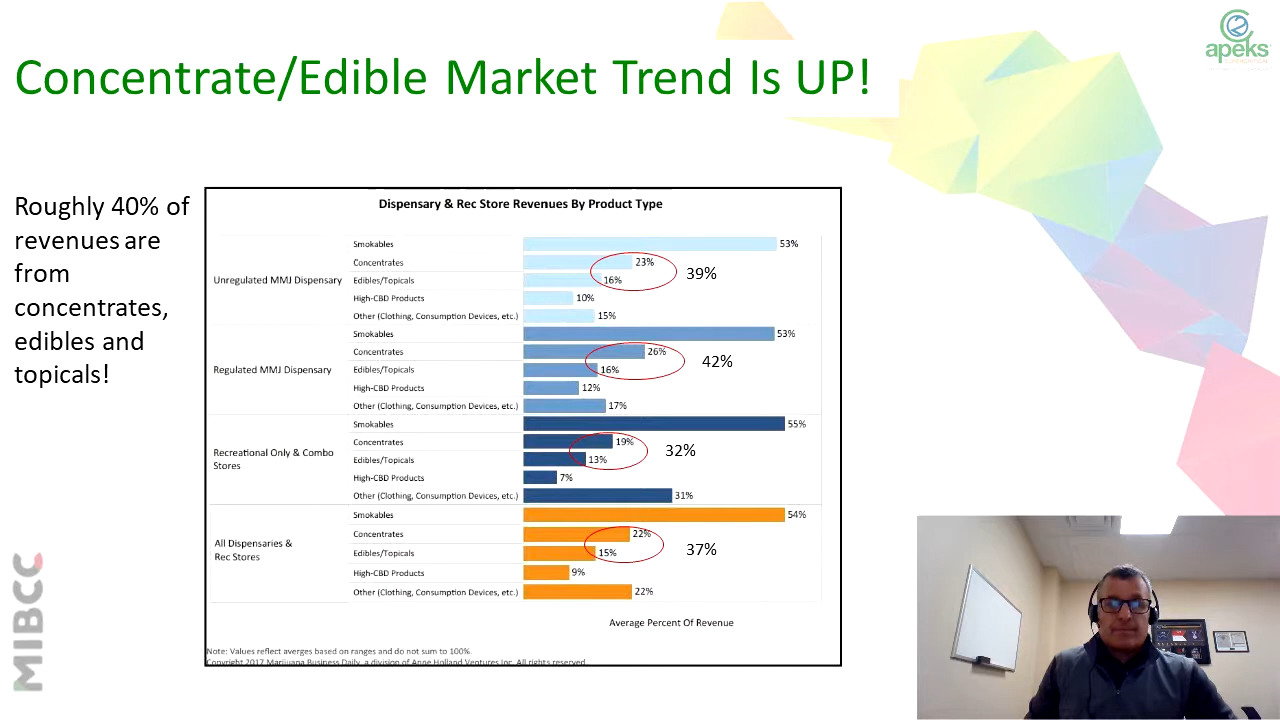 apeks
Concentrate/Edible Market Trend Is UP!
Roughly 40% of
revenues are
from
concentrates,
edibles and
topicals!
Dispensary & Rec Store Revenues By Product Type
Unregulated MMJ Dispensary
Smokables 53%
Concentrates 23%
Edibles/Topicals 16%
39%
High-CBD Products 10%
Other (Clothing, Consumption Devices, etc.) 15%
Regulated MMJ Dispensary
Smokables 53%
Concentrates 26%
Edibles/Topicals 16%
42%
High-CBD Products 12%
Other (Clothing, Consumption Devices, etc.) 17%
Recreational Only & Combo
Stores
Smokables 55%
Concentrates 19%
Edibles/Topicals 13%
32%
High-CBD Products 7%
Other (Clothing, Consumption Devices, etc.) 31%
All Dispensaries &
Rec Stores
Smokables 54%
Concentrates 22%
Edibles/Topicals 15%
37%
High-CBD Products 9%
Other (Clothing, Consumption Devices, etc.) 22%
Average Percent Of Revenue
Note: Values reflect averges based on ranges and do not sum to 100%.
Copyright 2017 Marijuana Business Daily, a division of Anne Holland Ventures Inc. All rights reserved.
MIBCC